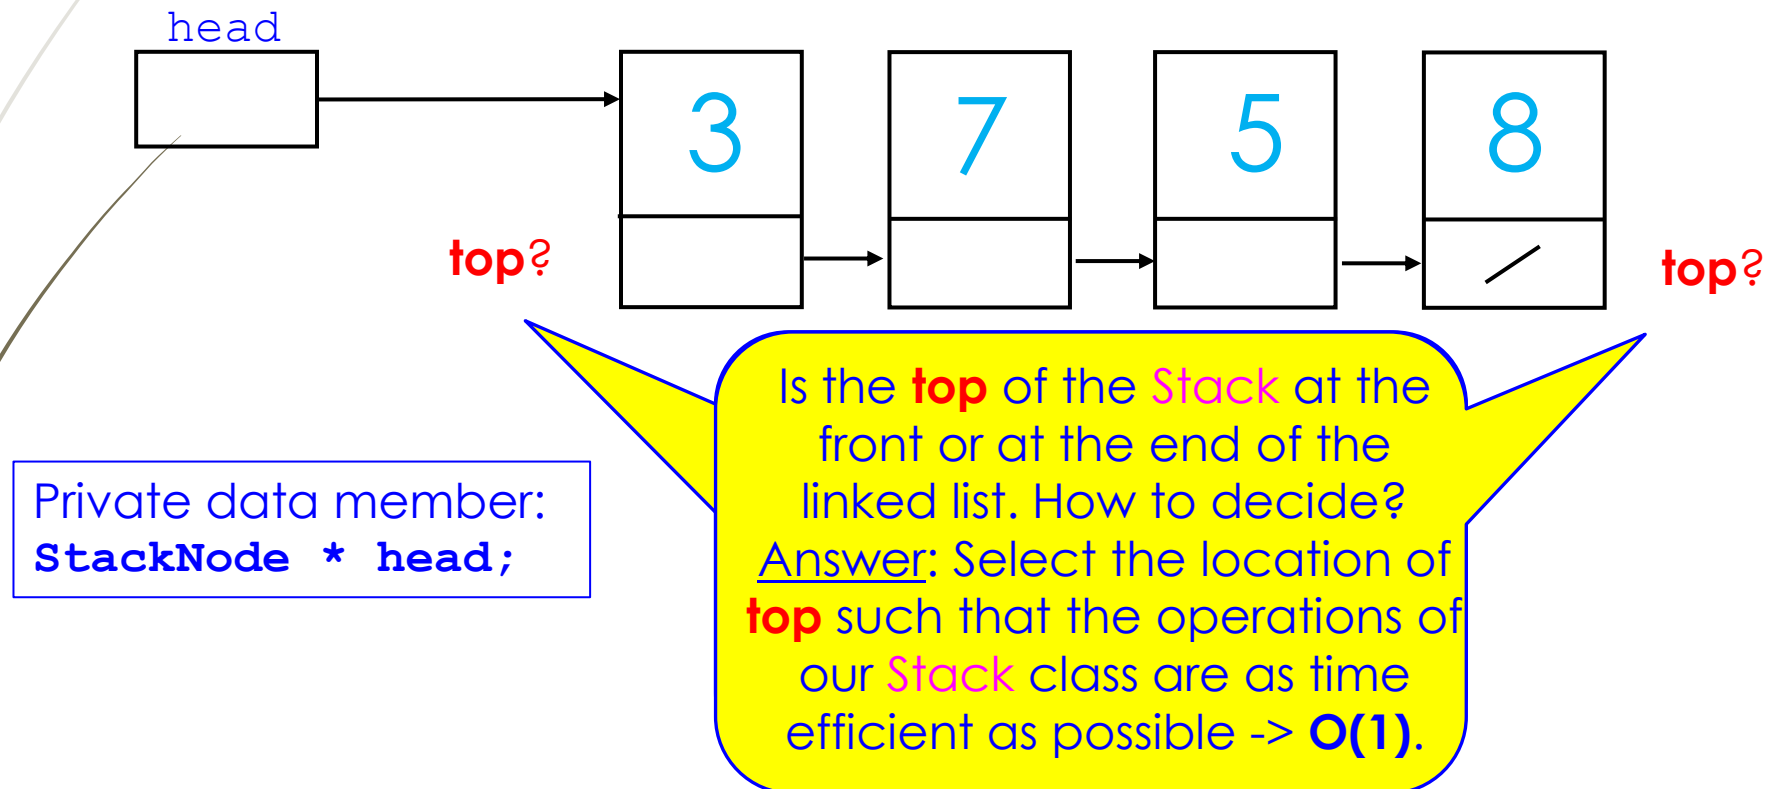 head
3 7 5 8
top? top?
Is the top of the Stack at the
front or at the end of the
linked list. How to decide?
Answer: Select the location of
top such that the operations of
our Stack class are as time
efficient as possible -> O(1).
Private data member:
StackNode * head;